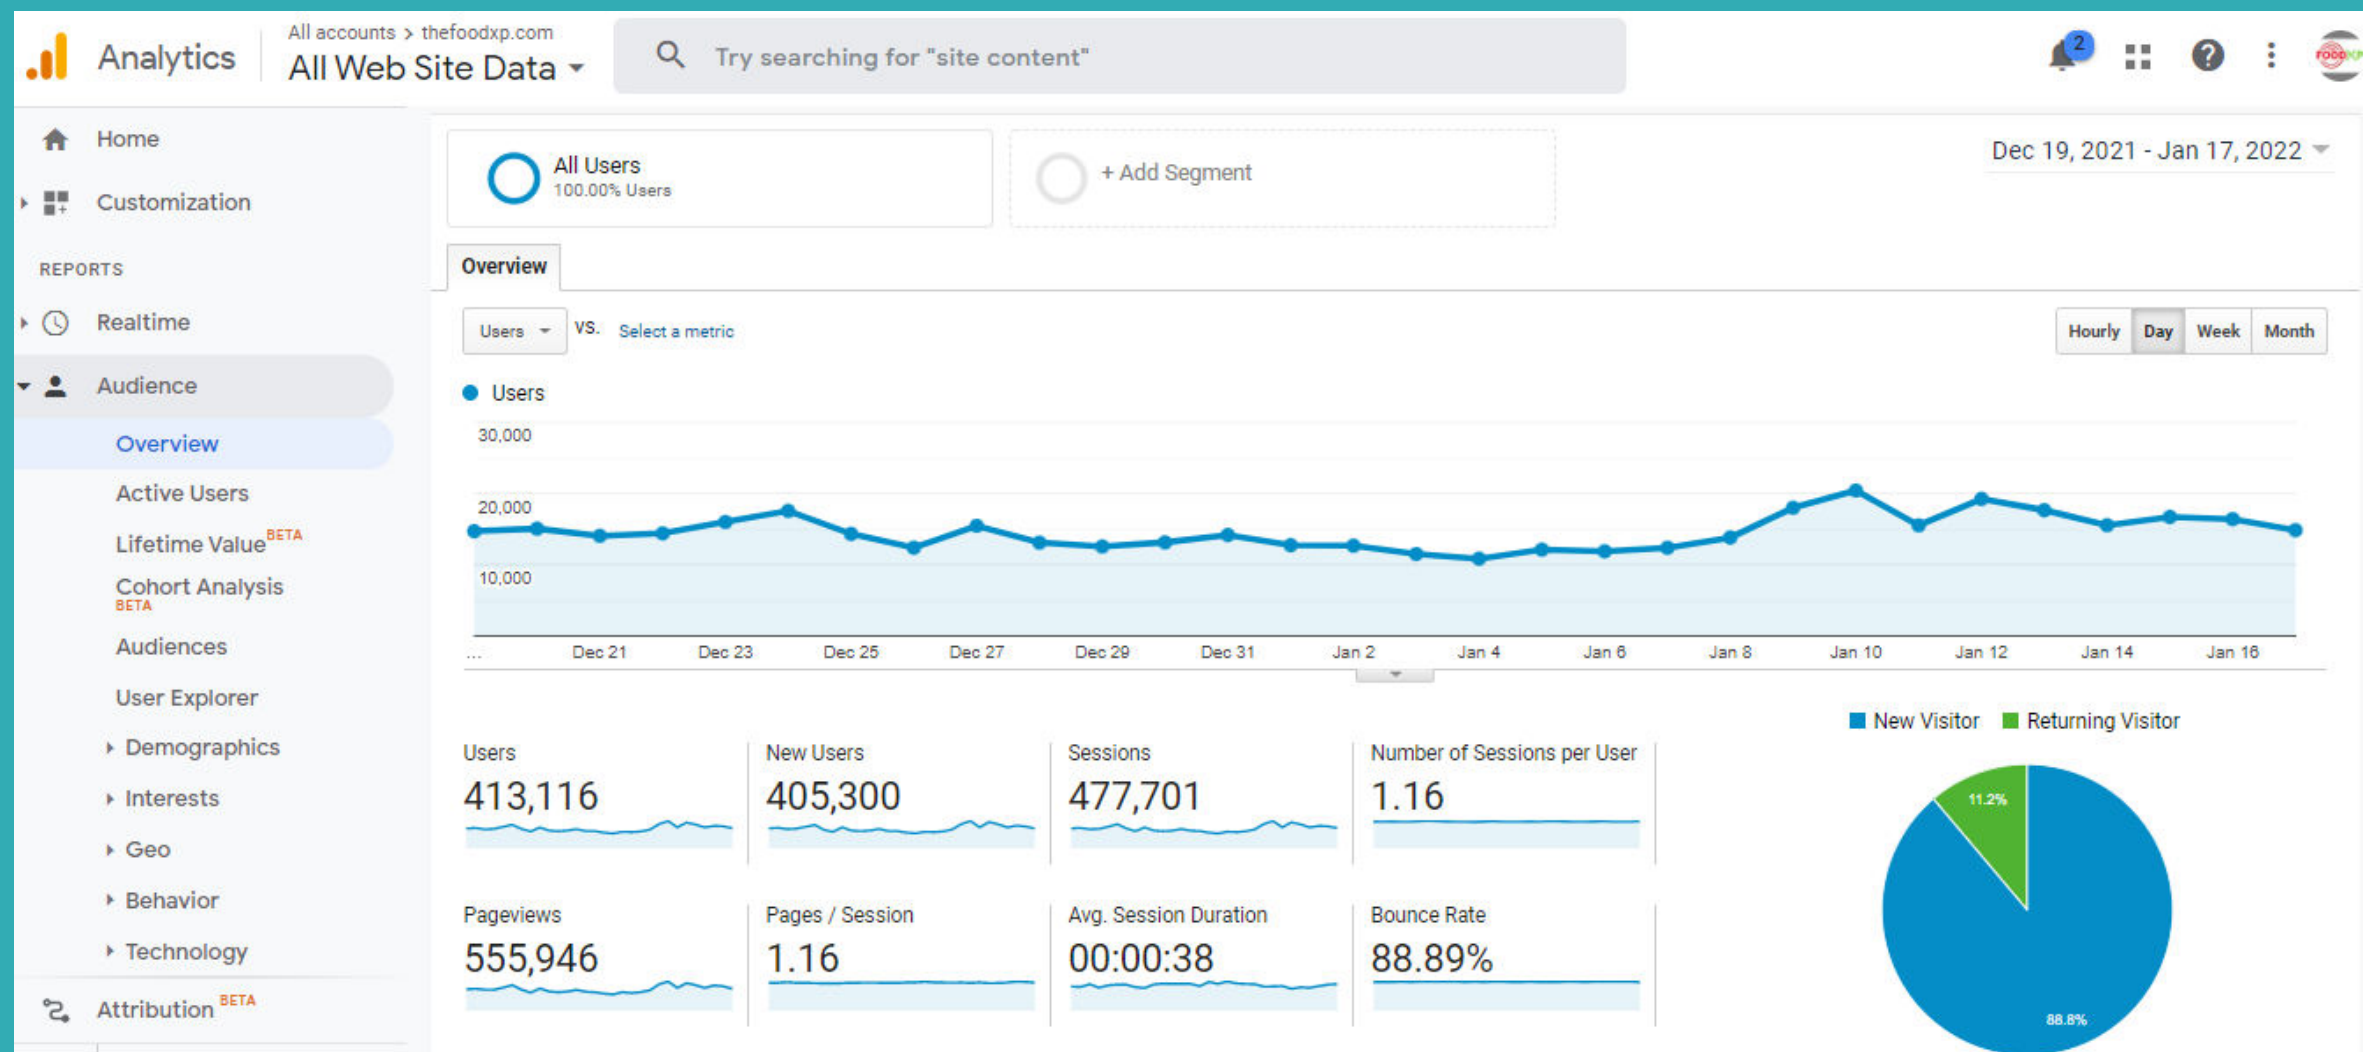 Analytics
All accounts > thefoodxp.com
All Web Site Data
Try searching for "site content"
2
Home
Customization
REPORTS
Realtime
Audience
Overview
Active Users
Lifetime Value BETA
Cohort Analysis
BETA
Audiences
User Explorer
Demographics
Interests
Geo
Behavior
Technology
Attribution BETA
All Users
100.00% Users
+ Add Segment
Dec 19, 2021 - Jan 17, 2022
Overview
Users VS. Select a metric
Hourly Day Week Month
Users
30,000
20,000
10,000
... Dec 21 Dec 23 Dec 25 Dec 27 Dec 29 Dec 31 Jan 2 Jan 4 Jan 6 Jan 8 Jan 10 Jan 12 Jan 14 Jan 16
Users
413,116
New Users
405,300
Sessions
477,701
Number of Sessions per User
1.16
Pageviews
555,946
Pages / Session
1.16
Avg. Session Duration
00:00:38
Bounce Rate
88.89%
New Visitor Returning Visitor
11.2%
88.8%